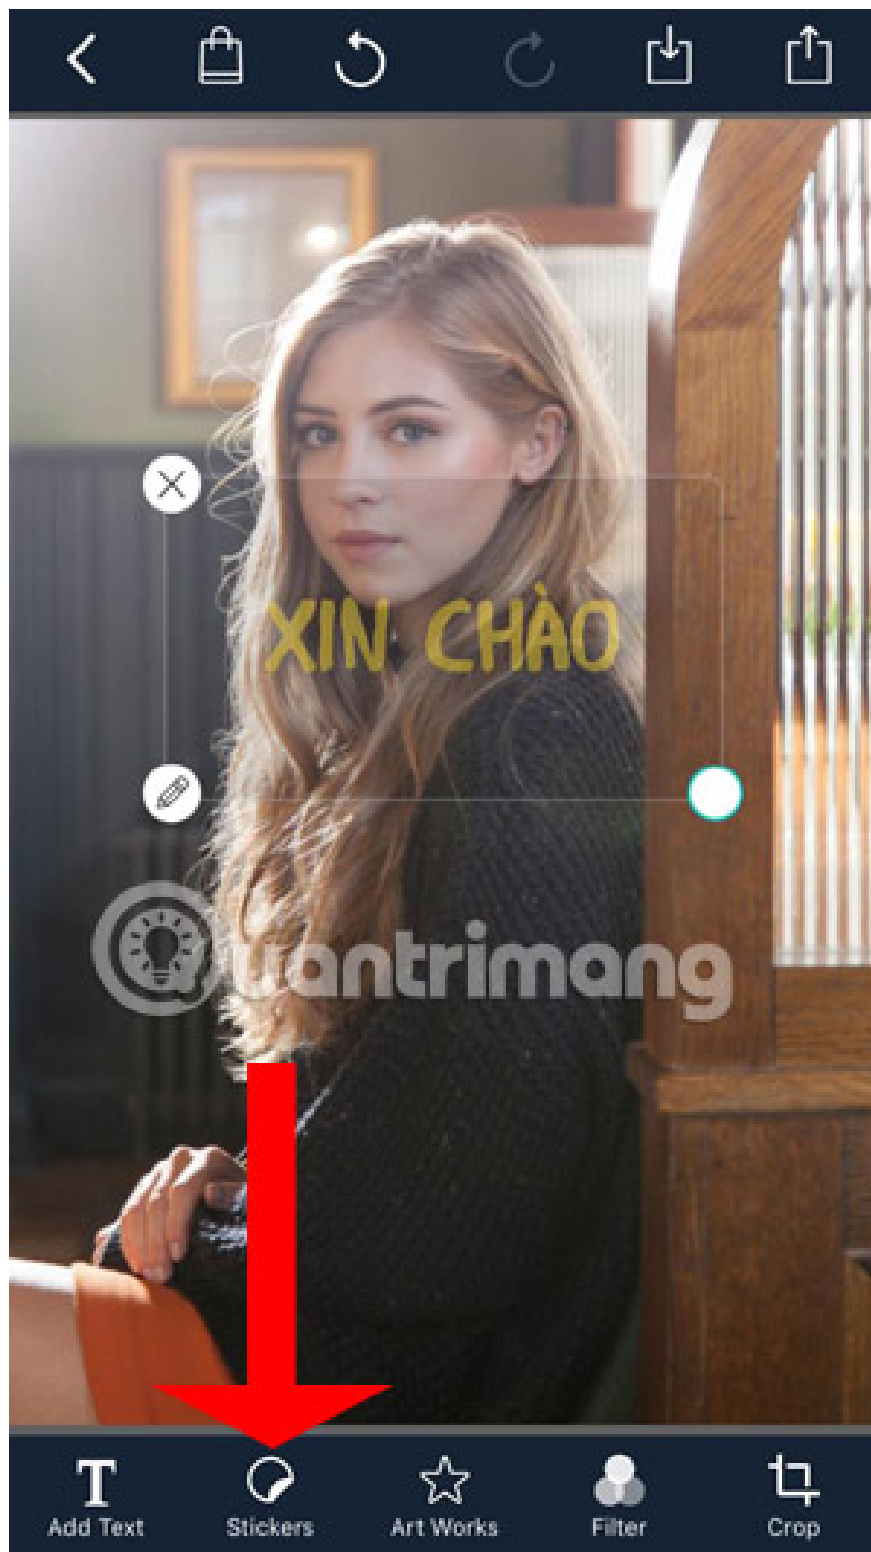 XIN CHÀO
Quantrimang
Add Text
Stickers
Art Works
Filter
Crop